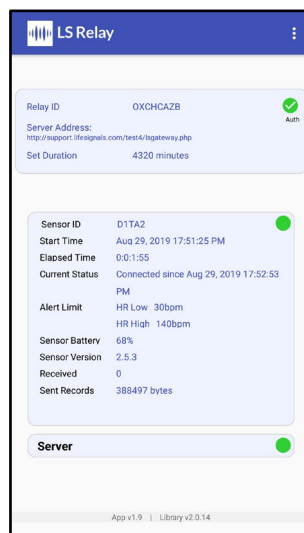 LS Relay
Relay ID OXCHCAZB
Auth
Server Address:
http://support.lifesignals.com/test4/lsgateway.php
Set Duration 4320 minutes
Sensor ID D1TA2
Start Time Aug 29, 2019 17:51:25 PM
Elapsed Time 0:0:1:55
Current Status Connected since Aug 29, 2019 17:52:53
PM
Alert Limit HR Low 30bpm
HR High 140bpm
Sensor Battery 68%
Sensor Version 2.5.3
Received 0
Sent Records 388497 bytes
Server
App v1.9 | Library v2.0.14